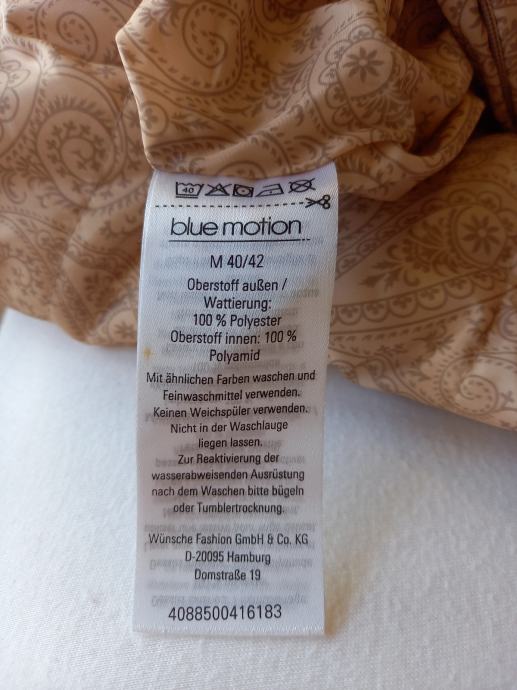 40
blue motion
M 40/42
Oberstoff außen /
Wattierung:
100 % Polyester
Oberstoff innen: 100 %
Polyamid
Mit ähnlichen Farben waschen und
Feinwaschmittel verwenden.
Keinen Weichspüler verwenden.
Nicht in der Waschlauge
liegen lassen.
Zur Reaktivierung der
wasserabweisenden Ausrüstung
nach dem Waschen bitte bügeln
oder Tumblertrocknung.
Wünsche Fashion GmbH & Co. KG
D-20095 Hamburg
Domstraße 19
4088500416183